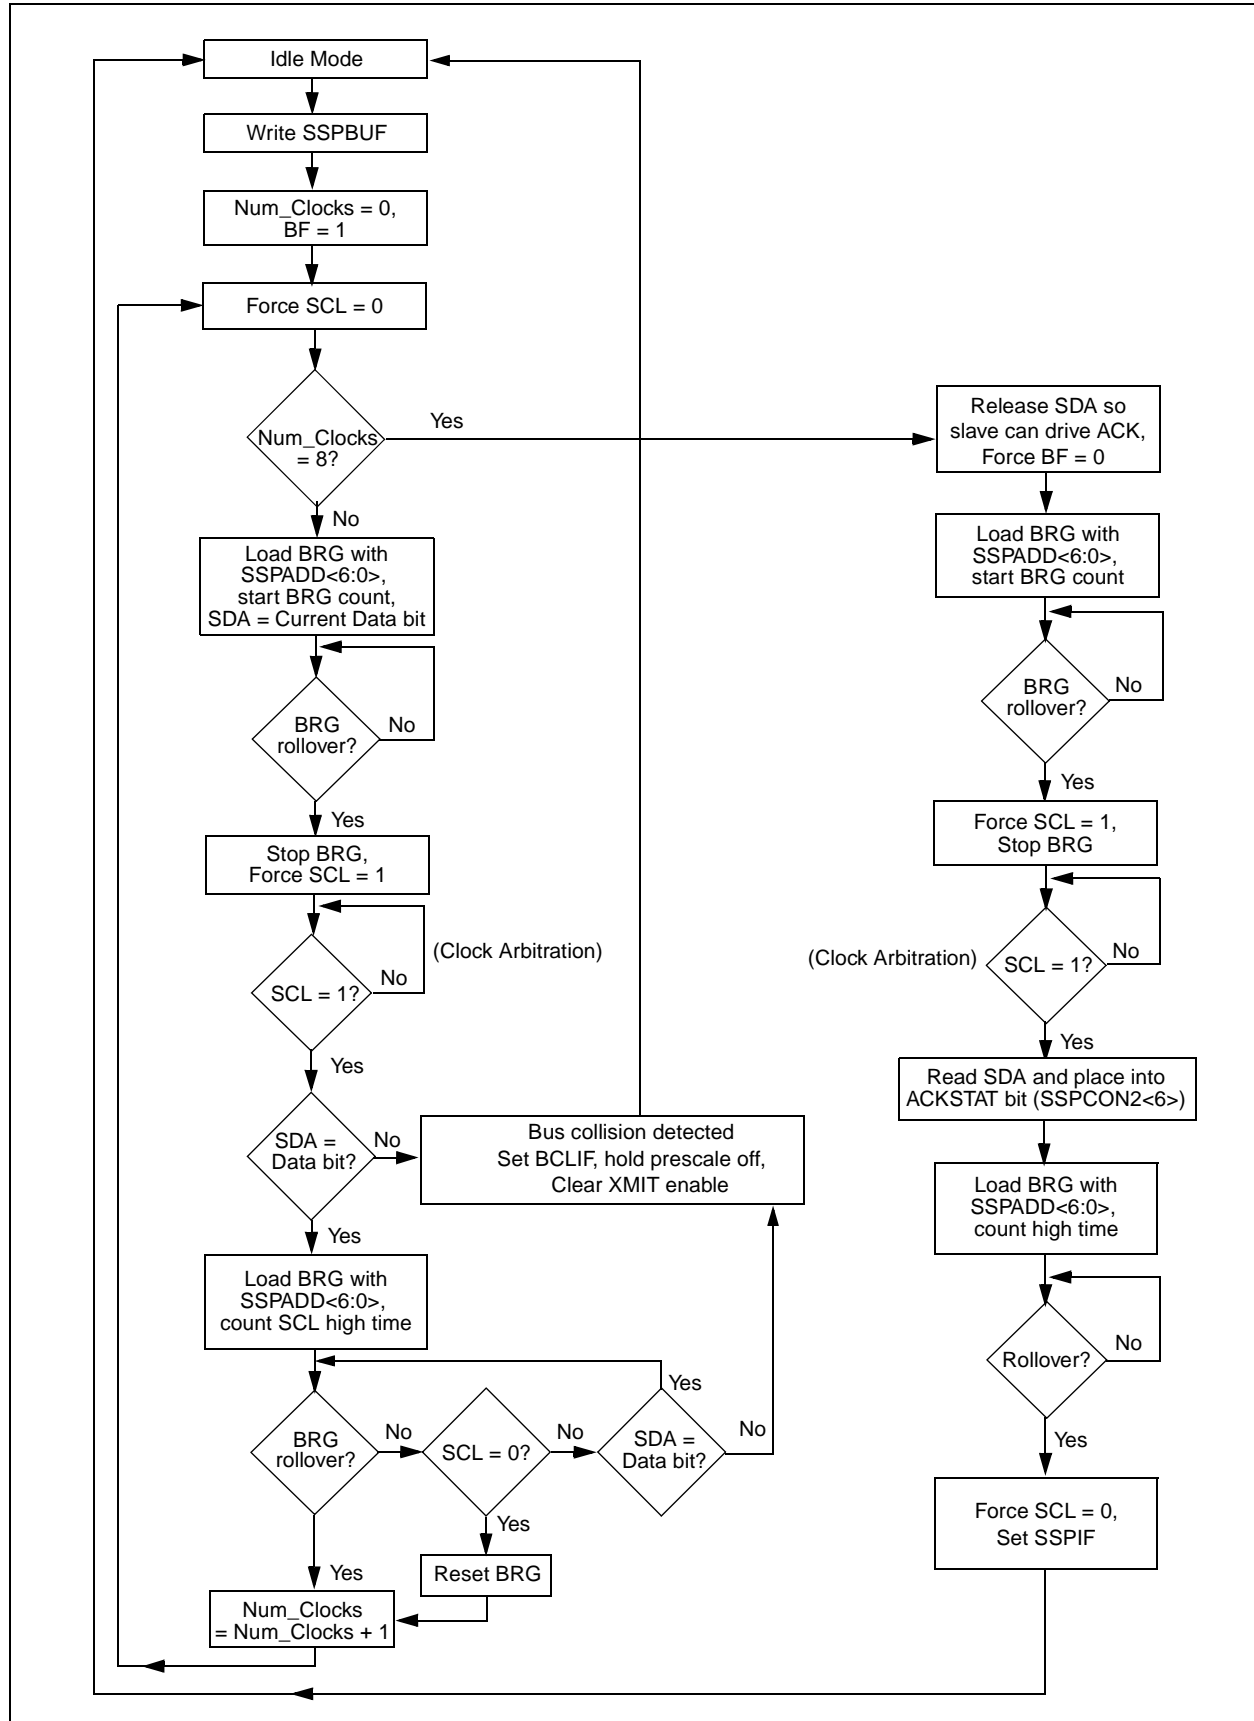 Idle Mode
Write SSPBUF
Num_Clocks = 0,
BF = 1
Force SCL = 0
Num_Clocks
= 8?
Yes
No
Load BRG with
SSPADD<6:0>,
start BRG count,
SDA = Current Data bit
BRG
rollover?
No
Yes
Stop BRG,
Force SCL = 1
SCL = 1?
No
(Clock Arbitration)
Yes
SDA =
Data bit?
No
Bus collision detected
Set BCLIF, hold prescale off,
Clear XMIT enable
Yes
Load BRG with
SSPADD<6:0>,
count SCL high time
BRG
rollover?
No
SCL = 0?
No
SDA =
Data bit?
Yes
No
Yes
Reset BRG
Yes
Num_Clocks
= Num_Clocks + 1
Release SDA so
slave can drive ACK,
Force BF = 0
Load BRG with
SSPADD<6:0>,
start BRG count
BRG
rollover?
No
Yes
Force SCL = 1,
Stop BRG
(Clock Arbitration)
SCL = 1?
No
Yes
Read SDA and place into
ACKSTAT bit (SSPCON2<6>)
Load BRG with
SSPADD<6:0>,
count high time
Rollover?
No
Yes
Force SCL = 0,
Set SSPIF